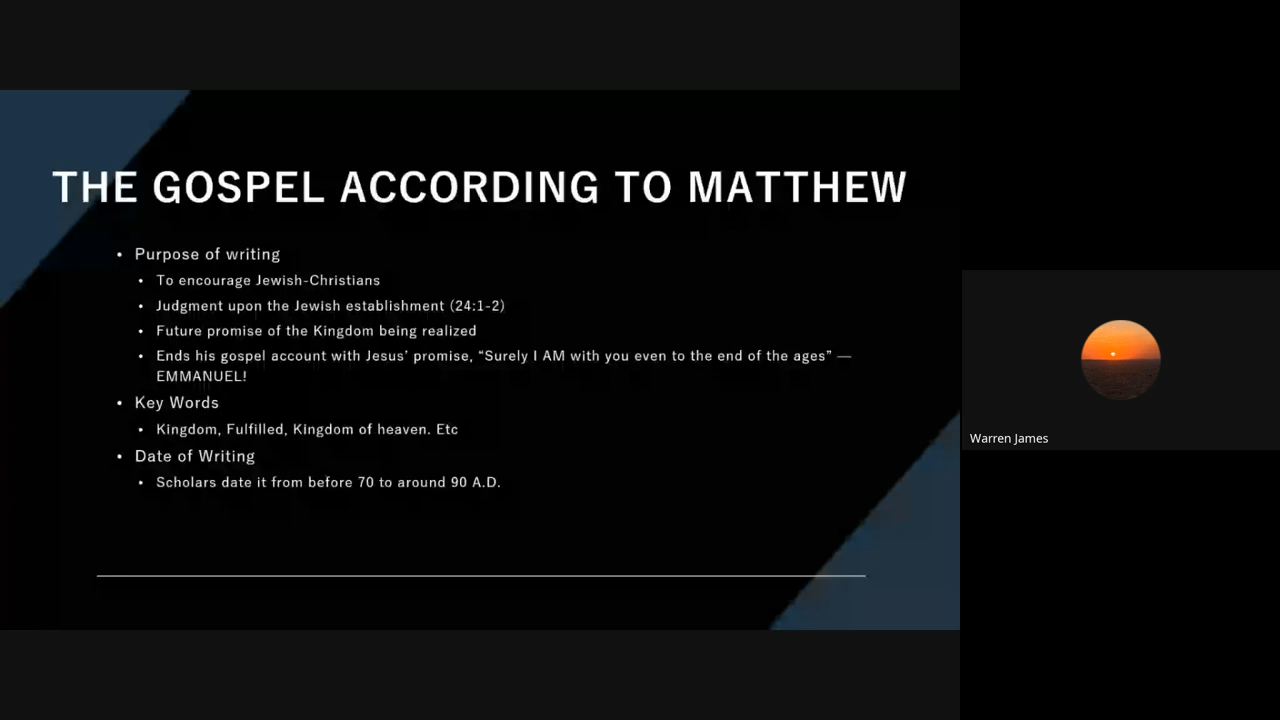 THE GOSPEL ACCORDING TO MATTHEW
• Purpose of writing
• To encourage Jewish-Christians
• Judgment upon the Jewish establishment (24:1-2)
• Future promise of the Kingdom being realized
• Ends his gospel account with Jesus’ promise, “Surely I AM with you even to the end of the ages” —
EMMANUEL!
• Key Words
• Kingdom, Fulfilled, Kingdom of heaven. Etc
• Date of Writing
• Scholars date it from before 70 to around 90 A.D.
Warren James